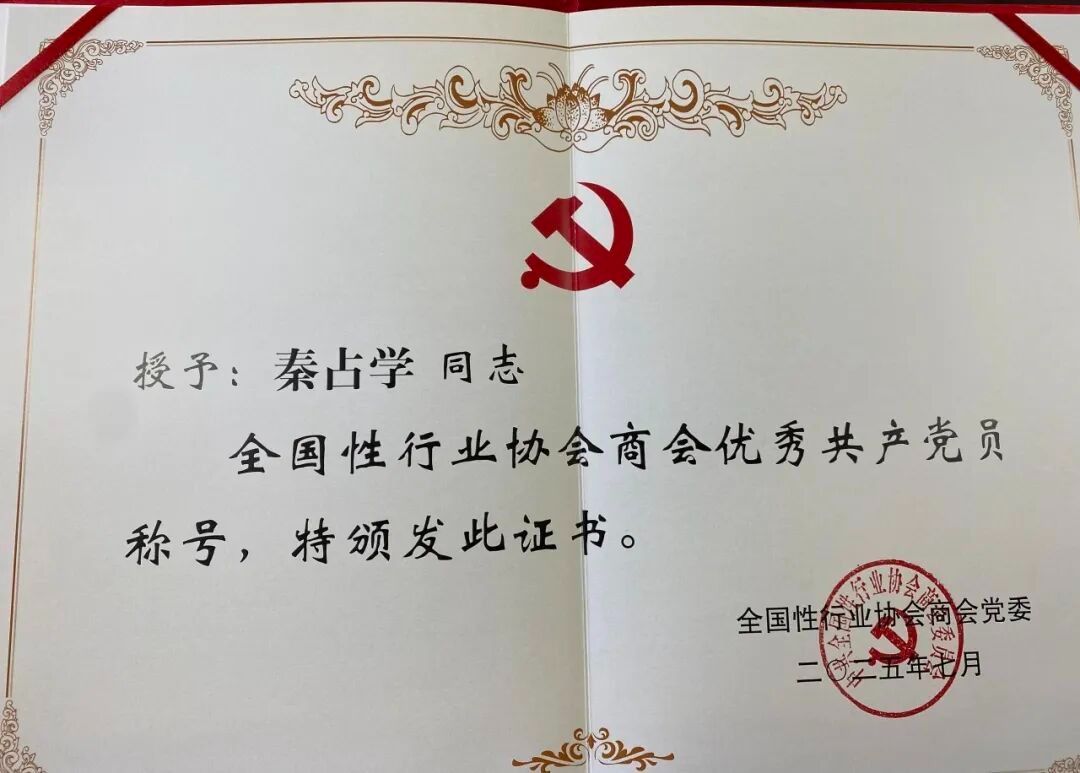 授予：秦占学 同志
全国性行业协会商会优秀共产党员
称号，特颁发此证书。
全国性行业协会商会党委
二〇二五年七月